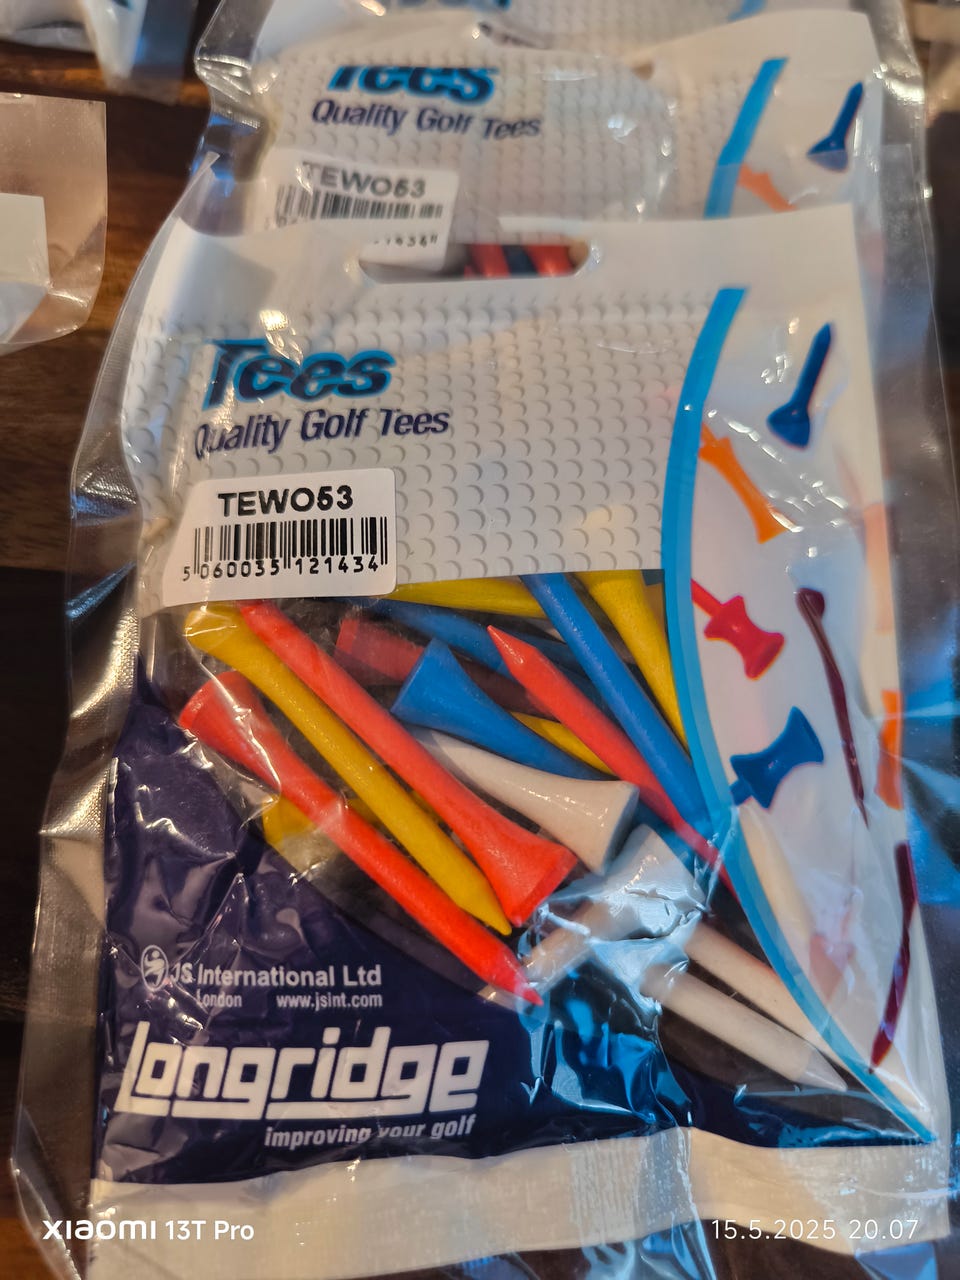 Tees
Quality Golf Tees
TEWO53
Tees
Quality Golf Tees
TEWO53
5 060035 121434
JS International Ltd
London www.jsint.com
Longridge
improving your golf
XIAOMI 13T Pro
15.5.2025 20.07